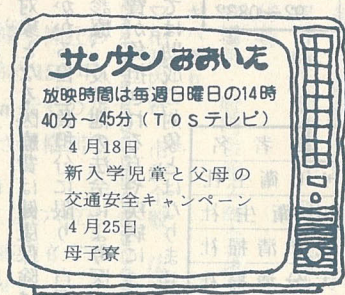 サンサンおおいた
放映時間は毎週日曜日の14時
40分〜45分（TOSテレビ）
4月18日
新入学児童と父母の
交通安全キャンペーン
4月25日
母子寮